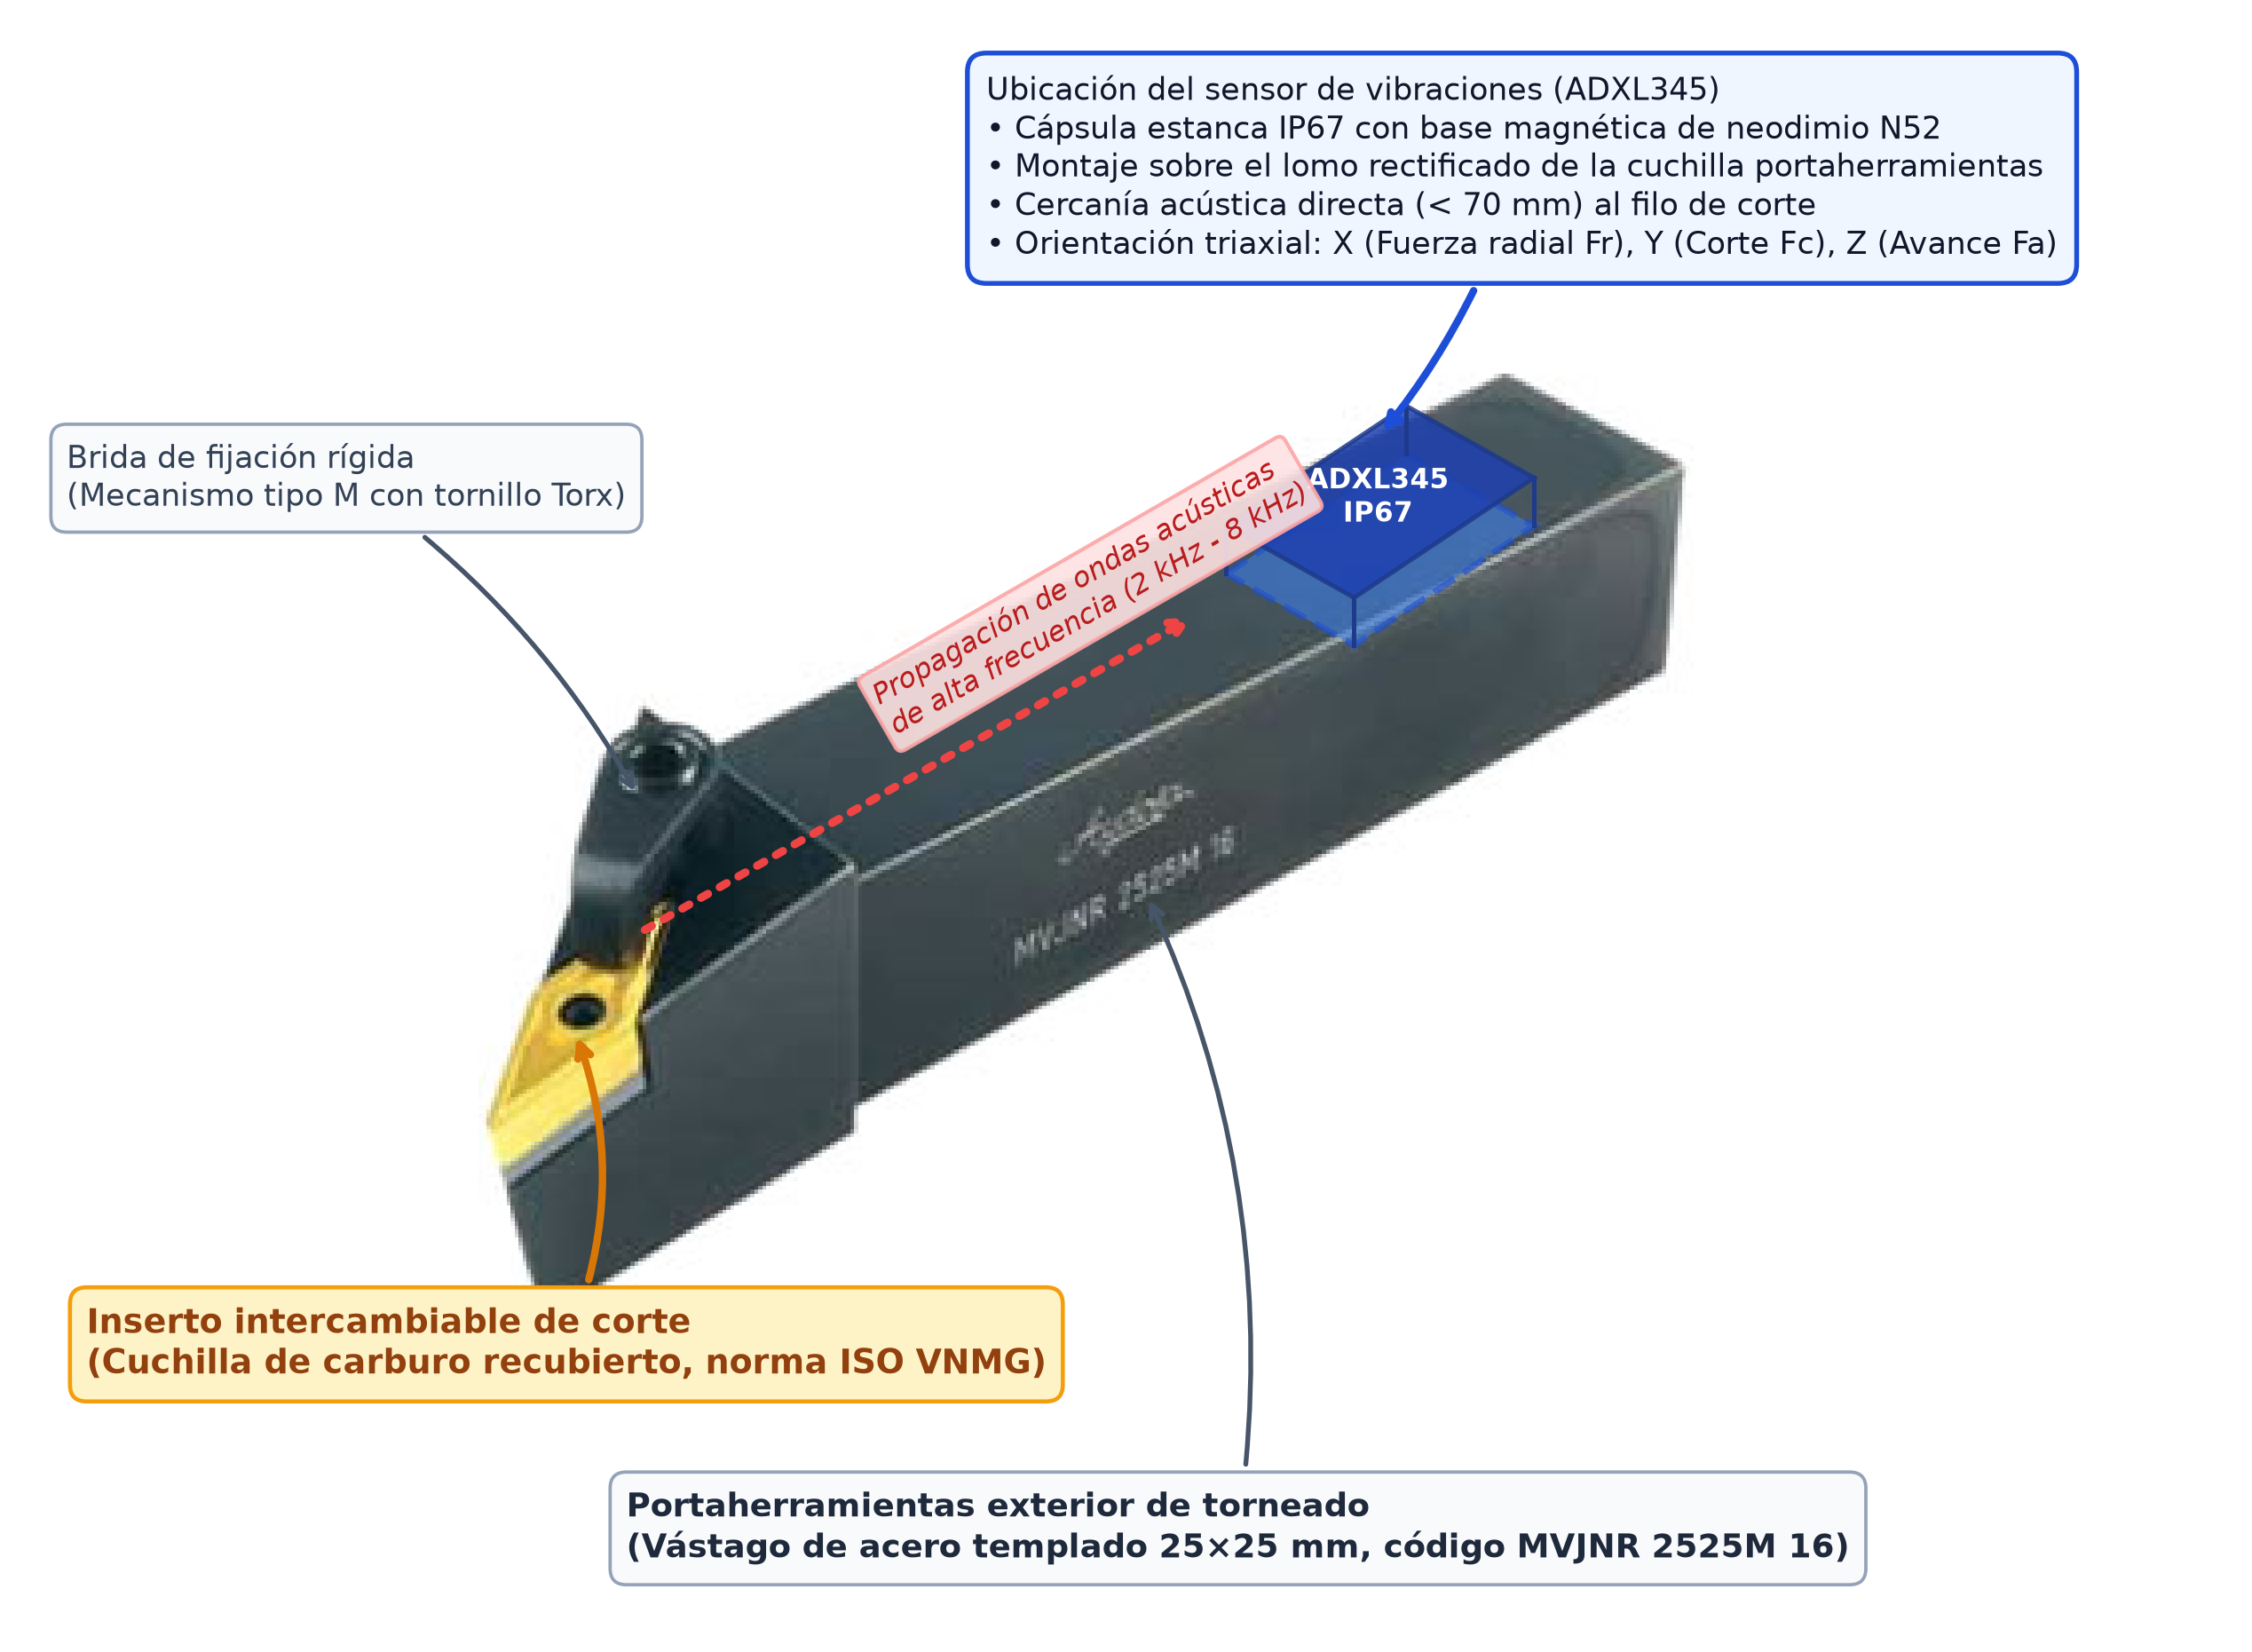 Ubicación del sensor de vibraciones (ADXL345)
• Cápsula estanca IP67 con base magnética de neodimio N52
• Montaje sobre el lomo rectificado de la cuchilla portaherramientas
• Cercanía acústica directa (< 70 mm) al filo de corte
• Orientación triaxial: X (Fuerza radial Fr), Y (Corte Fc), Z (Avance Fa)
Brida de fijación rígida
(Mecanismo tipo M con tornillo Torx)
ADXL345
IP67
Propagación de ondas acústicas
de alta frecuencia (2 kHz - 8 kHz)
MVJNR 2525M 16
Inserto intercambiable de corte
(Cuchilla de carburo recubierto, norma ISO VNMG)
Portaherramientas exterior de torneado
(Vástago de acero templado 25×25 mm, código MVJNR 2525M 16)